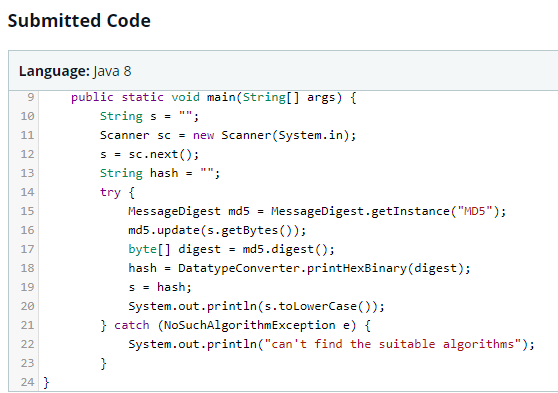 Submitted Code
Language: Java 8
9 public static void main(String[] args) {
10 String s = "";
11 Scanner sc = new Scanner(System.in);
12 s = sc.next();
13 String hash = "";
14 try {
15 MessageDigest md5 = MessageDigest.getInstance("MD5");
16 md5.update(s.getBytes());
17 byte[] digest = md5.digest();
18 hash = DatatypeConverter.printHexBinary(digest);
19 s = hash;
20 System.out.println(s.toLowerCase());
21 } catch (NoSuchAlgorithmException e) {
22 System.out.println("can't find the suitable algorithms");
23 }
24 }